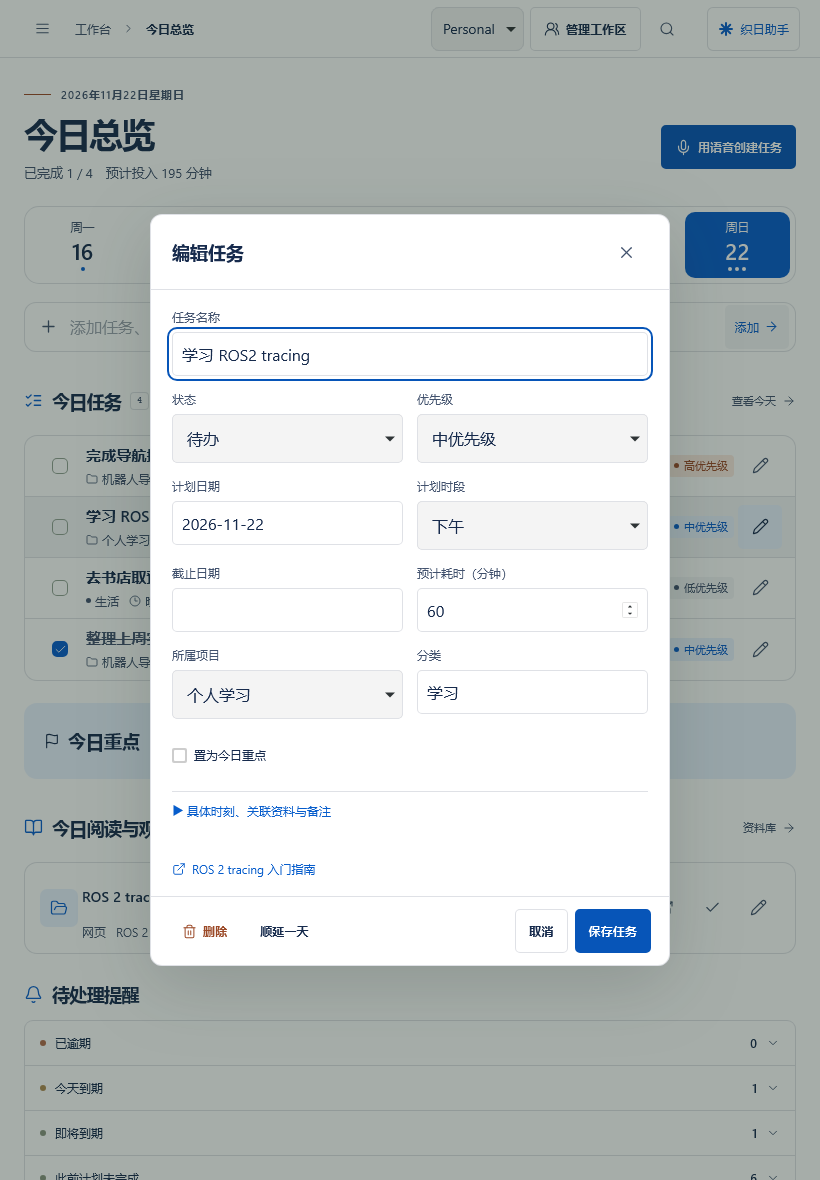 工作台 今日总览 Personal 管理工作区 织日助手
2026年11月22日星期日
今日总览
已完成 1 / 4 预计投入 195 分钟
用语音创建任务
周一
16
周日
22
添加任务、
添加
今日任务 4
查看今天
完成导航
机器人导
高优先级
学习 ROS
个人学习
中优先级
去书店取
生活
低优先级
整理上周
机器人导
中优先级
今日重点
今日阅读与
资料库
ROS 2 trac
网页 ROS 2
待处理提醒
已逾期 0
今天到期 1
即将到期 1
此前计划未完成 6
编辑任务
任务名称
学习 ROS2 tracing
状态
待办
优先级
中优先级
计划日期
2026-11-22
计划时段
下午
截止日期
预计耗时（分钟）
60
所属项目
个人学习
分类
学习
置为今日重点
具体时刻、关联资料与备注
ROS 2 tracing 入门指南
删除 顺延一天 取消 保存任务